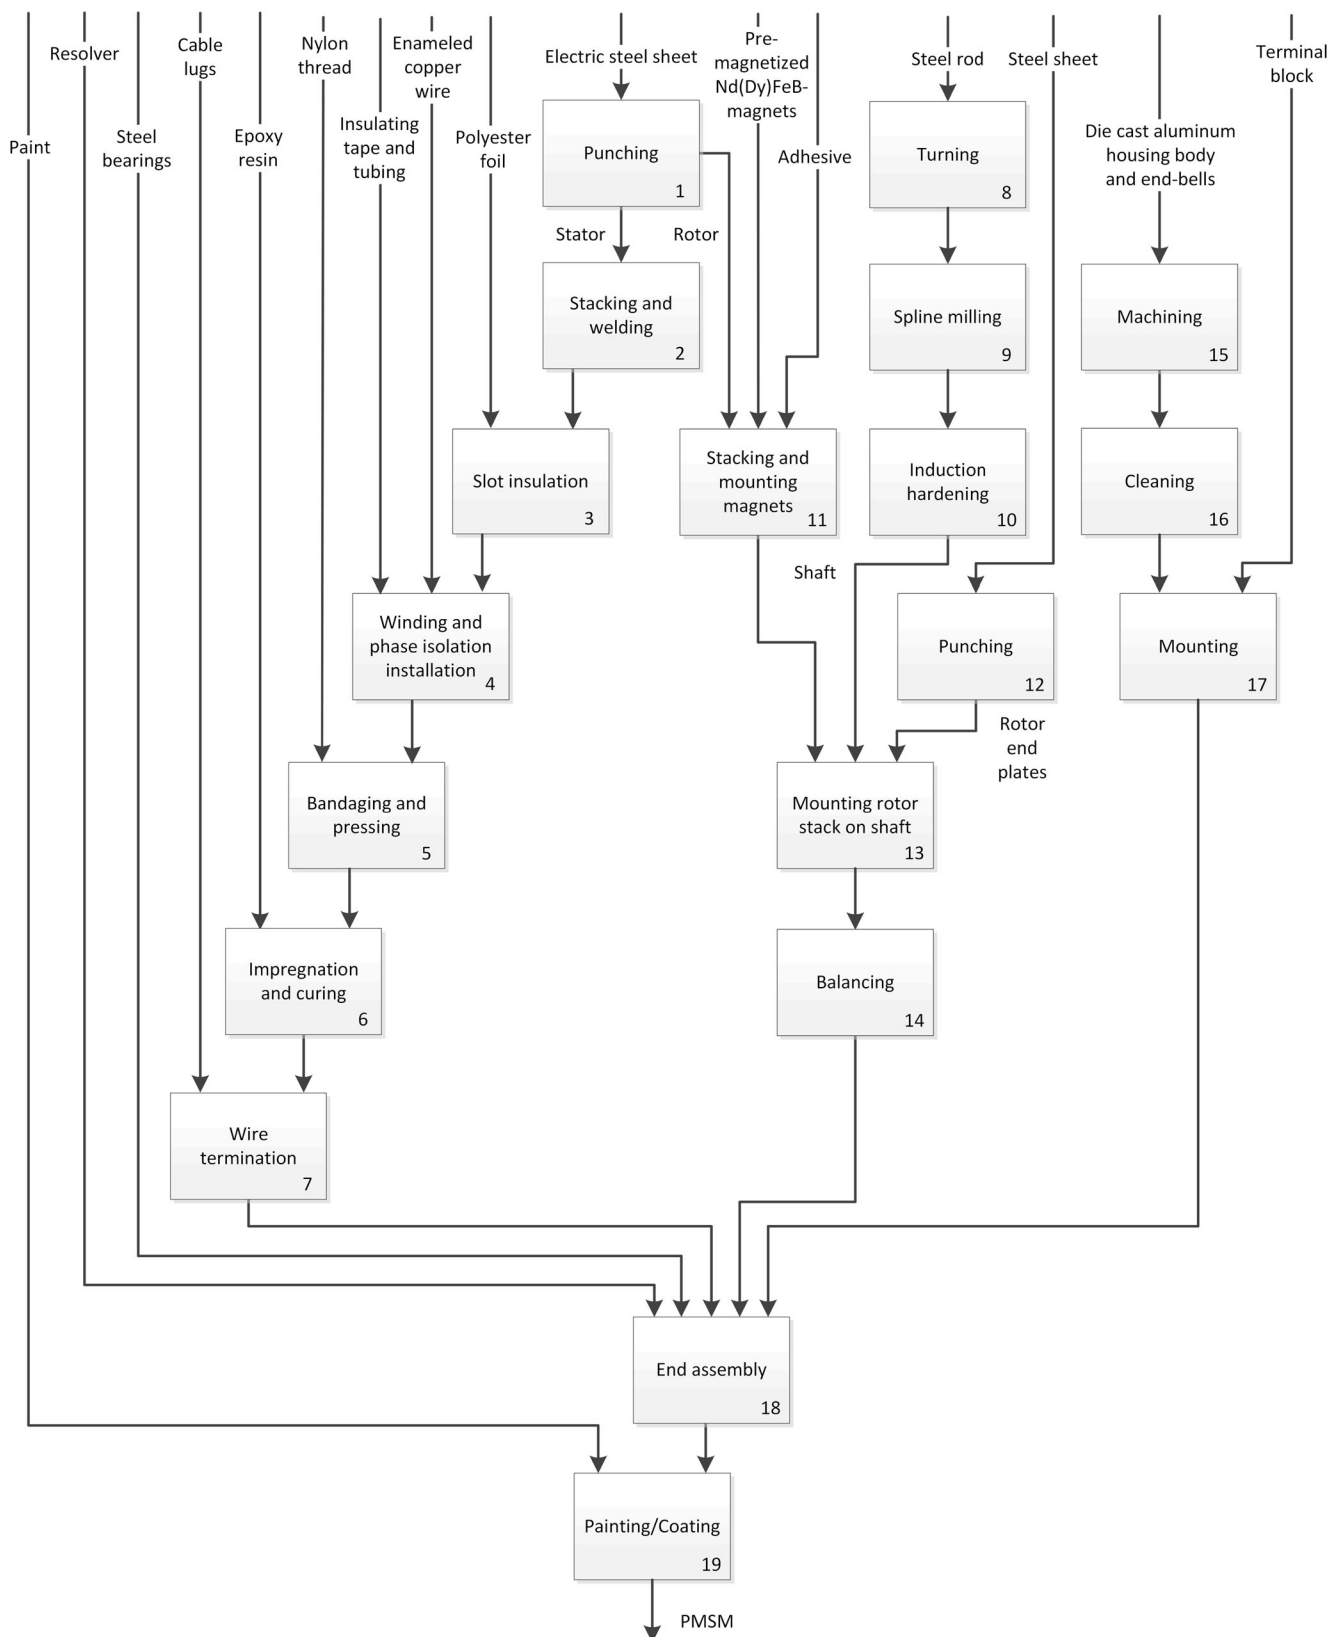 Paint
Resolver
Steel
bearings
Cable
lugs
Epoxy
resin
Nylon
thread
Insulating
tape and
tubing
Enameled
copper
wire
Polyester
foil
Electric steel sheet
Pre-
magnetized
Nd(Dy)FeB-
magnets
Adhesive
Steel rod
Steel sheet
Die cast aluminum
housing body
and end-bells
Terminal
block
Punching
1
Stator
Rotor
Turning
8
Stacking and
welding
2
Spline milling
9
Machining
15
Slot insulation
3
Stacking and
mounting
magnets
11
Induction
hardening
10
Cleaning
16
Shaft
Winding and
phase isolation
installation
4
Punching
12
Mounting
17
Rotor
end
plates
Bandaging and
pressing
5
Mounting rotor
stack on shaft
13
Impregnation
and curing
6
Balancing
14
Wire
termination
7
End assembly
18
Painting/Coating
19
PMSM